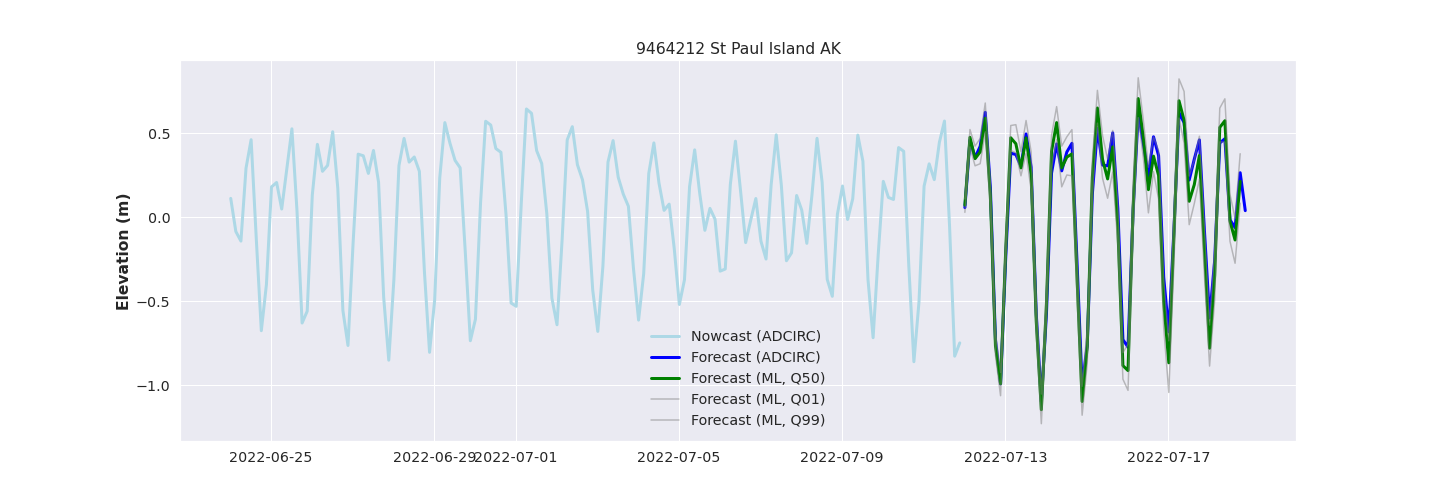 9464212 St Paul Island AK
Elevation (m)
0.5
0.0
−0.5
−1.0
Nowcast (ADCIRC)
Forecast (ADCIRC)
Forecast (ML, Q50)
Forecast (ML, Q01)
Forecast (ML, Q99)
2022-06-25 2022-06-29 2022-07-01 2022-07-05 2022-07-09 2022-07-13 2022-07-17